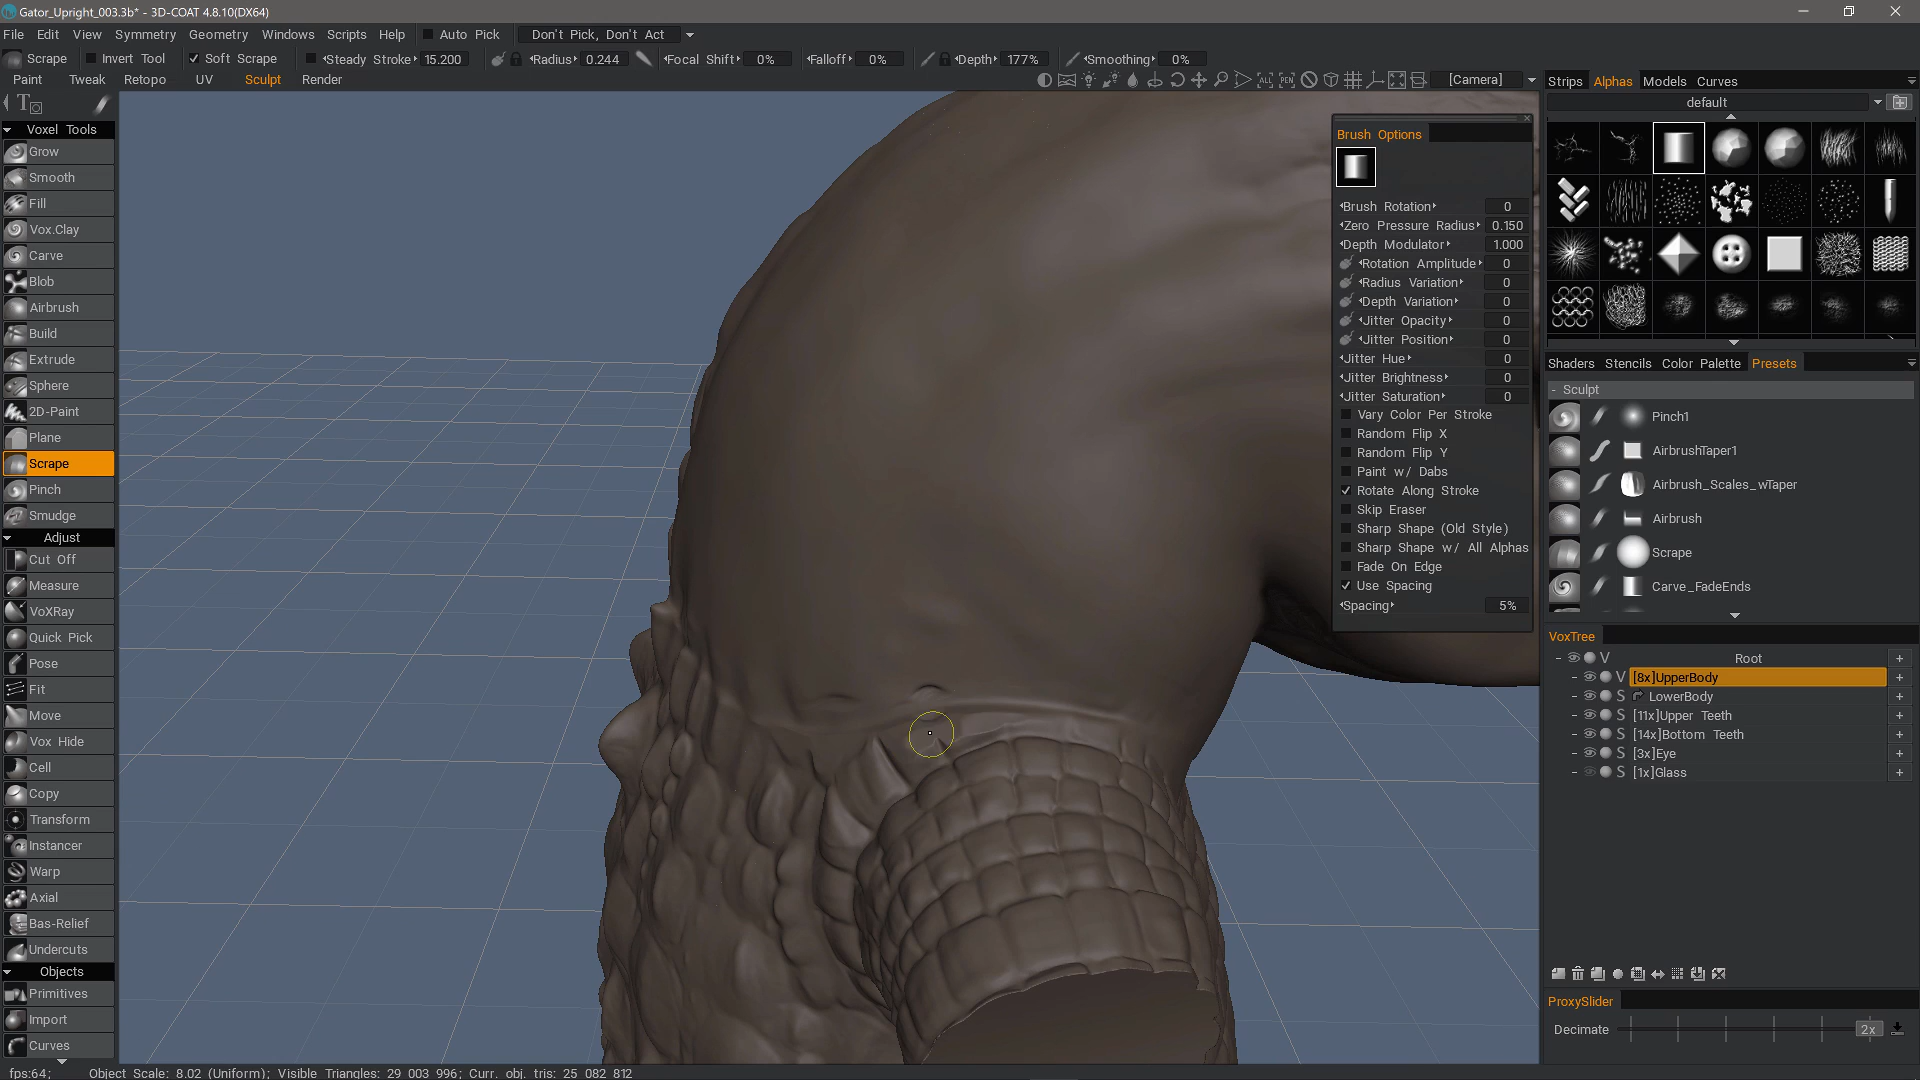 Gator_Upright_003.3b* - 3D-COAT 4.8.10(DX64)
File Edit View Symmetry Geometry Windows Scripts Help Auto Pick Don't Pick, Don't Act
Scrape Invert Tool Soft Scrape Steady Stroke 15.200 Radius 0.244 Focal Shift 0% Falloff 0% Depth 177% Smoothing 0%
Paint Tweak Retopo UV Sculpt Render ALL PEN [Camera]
Voxel Tools
Grow
Smooth
Fill
Vox.Clay
Carve
Blob
Airbrush
Build
Extrude
Sphere
2D-Paint
Plane
Scrape
Pinch
Smudge
Adjust
Cut Off
Measure
VoXRay
Quick Pick
Pose
Fit
Move
Vox Hide
Cell
Copy
Transform
Instancer
Warp
Axial
Bas-Relief
Undercuts
Objects
Primitives
Import
Curves
Brush Options
Brush Rotation 0
Zero Pressure Radius 0.150
Depth Modulator 1.000
Rotation Amplitude 0
Radius Variation 0
Depth Variation 0
Jitter Opacity 0
Jitter Position 0
Jitter Hue 0
Jitter Brightness 0
Jitter Saturation 0
Vary Color Per Stroke
Random Flip X
Random Flip Y
Paint w/ Dabs
Rotate Along Stroke
Skip Eraser
Sharp Shape (Old Style)
Sharp Shape w/ All Alphas
Fade On Edge
Use Spacing
Spacing 5%
Strips Alphas Models Curves
default
Shaders Stencils Color Palette Presets
- Sculpt
Pinch1
AirbrushTaper1
Airbrush_Scales_wTaper
Airbrush
Scrape
Carve_FadeEnds
VoxTree
V Root +
V [8x]UpperBody +
S LowerBody +
S [11x]Upper Teeth +
S [14x]Bottom Teeth +
S [3x]Eye +
S [1x]Glass +
ProxySlider
Decimate 2x
fps:64; Object Scale: 8.02 (Uniform); Visible Triangles: 29 003 996; Curr. obj. tris: 25 082 812